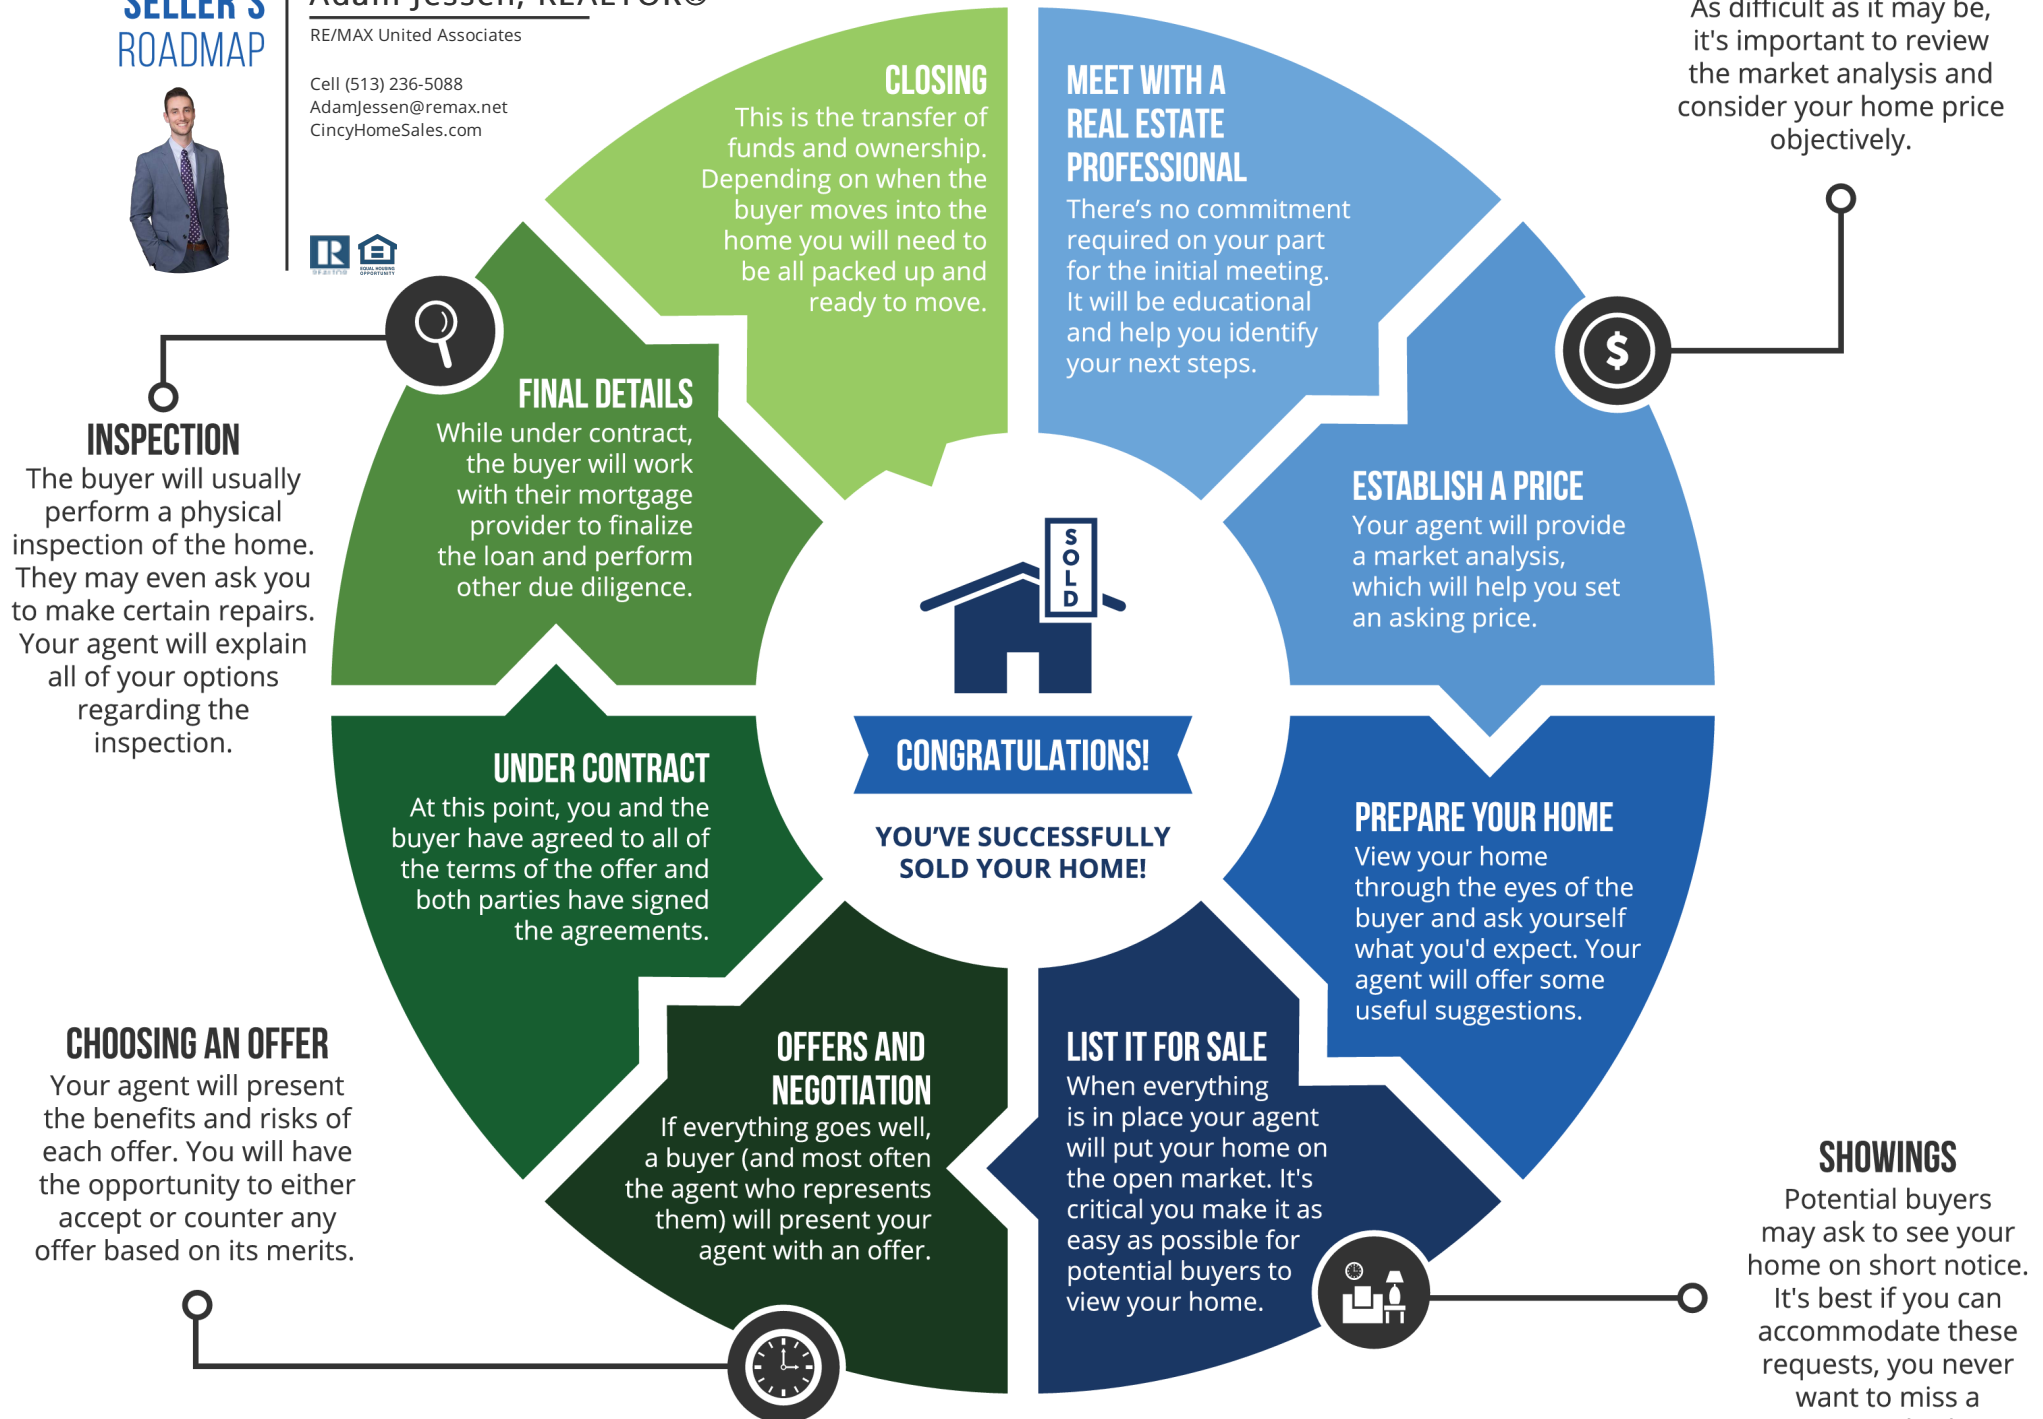 SELLER'S
ROADMAP
Adam Jessen, REALTOR®
RE/MAX United Associates
Cell (513) 236-5088
AdamJessen@remax.net
CincyHomeSales.com
REALTOR
EQUAL HOUSING
OPPORTUNITY
As difficult as it may be,
it's important to review
the market analysis and
consider your home price
objectively.
MEET WITH A
REAL ESTATE
PROFESSIONAL
There's no commitment
required on your part
for the initial meeting.
It will be educational
and help you identify
your next steps.
$
ESTABLISH A PRICE
Your agent will provide
a market analysis,
which will help you set
an asking price.
PREPARE YOUR HOME
View your home
through the eyes of the
buyer and ask yourself
what you'd expect. Your
agent will offer some
useful suggestions.
LIST IT FOR SALE
When everything
is in place your agent
will put your home on
the open market. It's
critical you make it as
easy as possible for
potential buyers to
view your home.
SHOWINGS
Potential buyers
may ask to see your
home on short notice.
It's best if you can
accommodate these
requests, you never
want to miss a
OFFERS AND
NEGOTIATION
If everything goes well,
a buyer (and most often
the agent who represents
them) will present your
agent with an offer.
CHOOSING AN OFFER
Your agent will present
the benefits and risks of
each offer. You will have
the opportunity to either
accept or counter any
offer based on its merits.
UNDER CONTRACT
At this point, you and the
buyer have agreed to all of
the terms of the offer and
both parties have signed
the agreements.
FINAL DETAILS
While under contract,
the buyer will work
with their mortgage
provider to finalize
the loan and perform
other due diligence.
INSPECTION
The buyer will usually
perform a physical
inspection of the home.
They may even ask you
to make certain repairs.
Your agent will explain
all of your options
regarding the
inspection.
CLOSING
This is the transfer of
funds and ownership.
Depending on when the
buyer moves into the
home you will need to
be all packed up and
ready to move.
SOLD
CONGRATULATIONS!
YOU'VE SUCCESSFULLY
SOLD YOUR HOME!